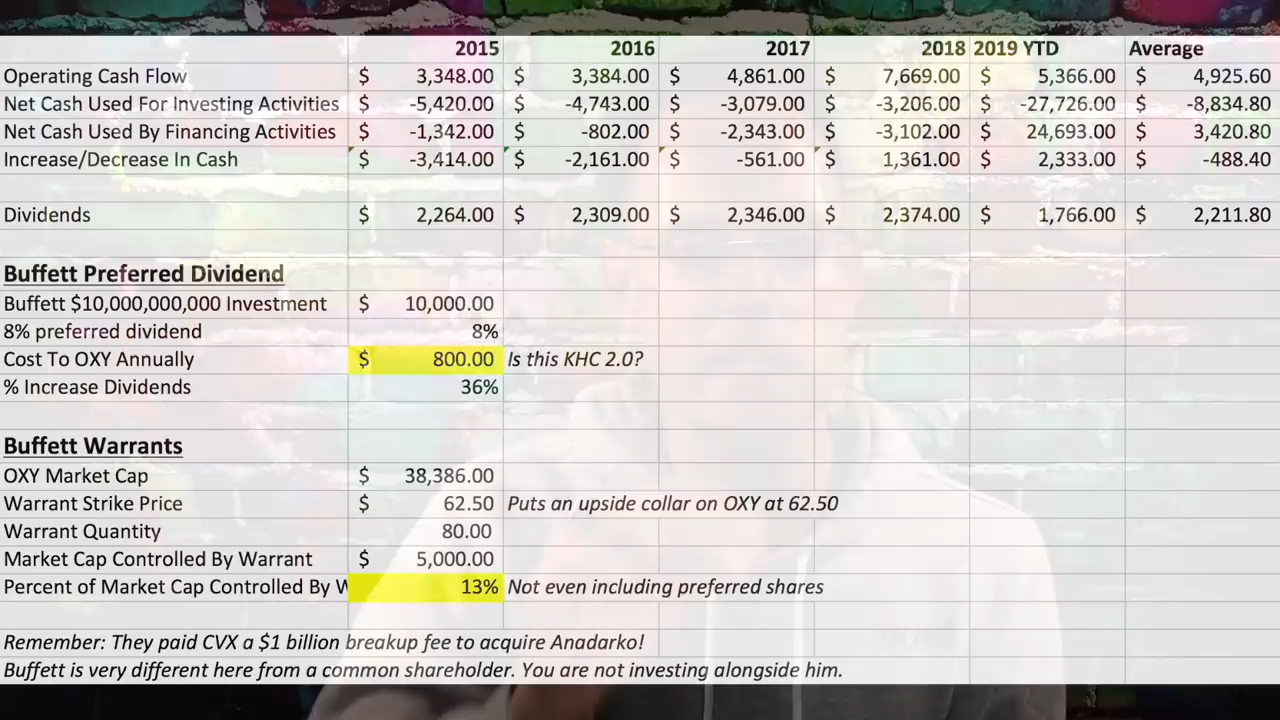 2015 2016 2017 2018 2019 YTD Average
Operating Cash Flow $ 3,348.00 $ 3,384.00 $ 4,861.00 $ 7,669.00 $ 5,366.00 $ 4,925.60
Net Cash Used For Investing Activities $ -5,420.00 $ -4,743.00 $ -3,079.00 $ -3,206.00 $ -27,726.00 $ -8,834.80
Net Cash Used By Financing Activities $ -1,342.00 $ -802.00 $ -2,343.00 $ -3,102.00 $ 24,693.00 $ 3,420.80
Increase/Decrease In Cash $ -3,414.00 $ -2,161.00 $ -561.00 $ 1,361.00 $ 2,333.00 $ -488.40
Dividends $ 2,264.00 $ 2,309.00 $ 2,346.00 $ 2,374.00 $ 1,766.00 $ 2,211.80
Buffett Preferred Dividend
Buffett $10,000,000,000 Investment $ 10,000.00
8% preferred dividend 8%
Cost To OXY Annually $ 800.00 Is this KHC 2.0?
% Increase Dividends 36%
Buffett Warrants
OXY Market Cap $ 38,386.00
Warrant Strike Price $ 62.50 Puts an upside collar on OXY at 62.50
Warrant Quantity 80.00
Market Cap Controlled By Warrant $ 5,000.00
Percent of Market Cap Controlled By W 13% Not even including preferred shares
Remember: They paid CVX a $1 billion breakup fee to acquire Anadarko!
Buffett is very different here from a common shareholder. You are not investing alongside him.